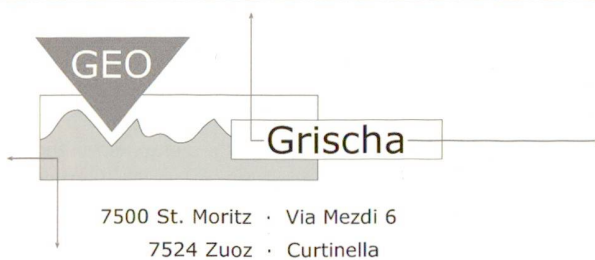 GEO
Grischa
7500 St. Moritz · Via Mezdi 6
7524 Zuoz · Curtinella